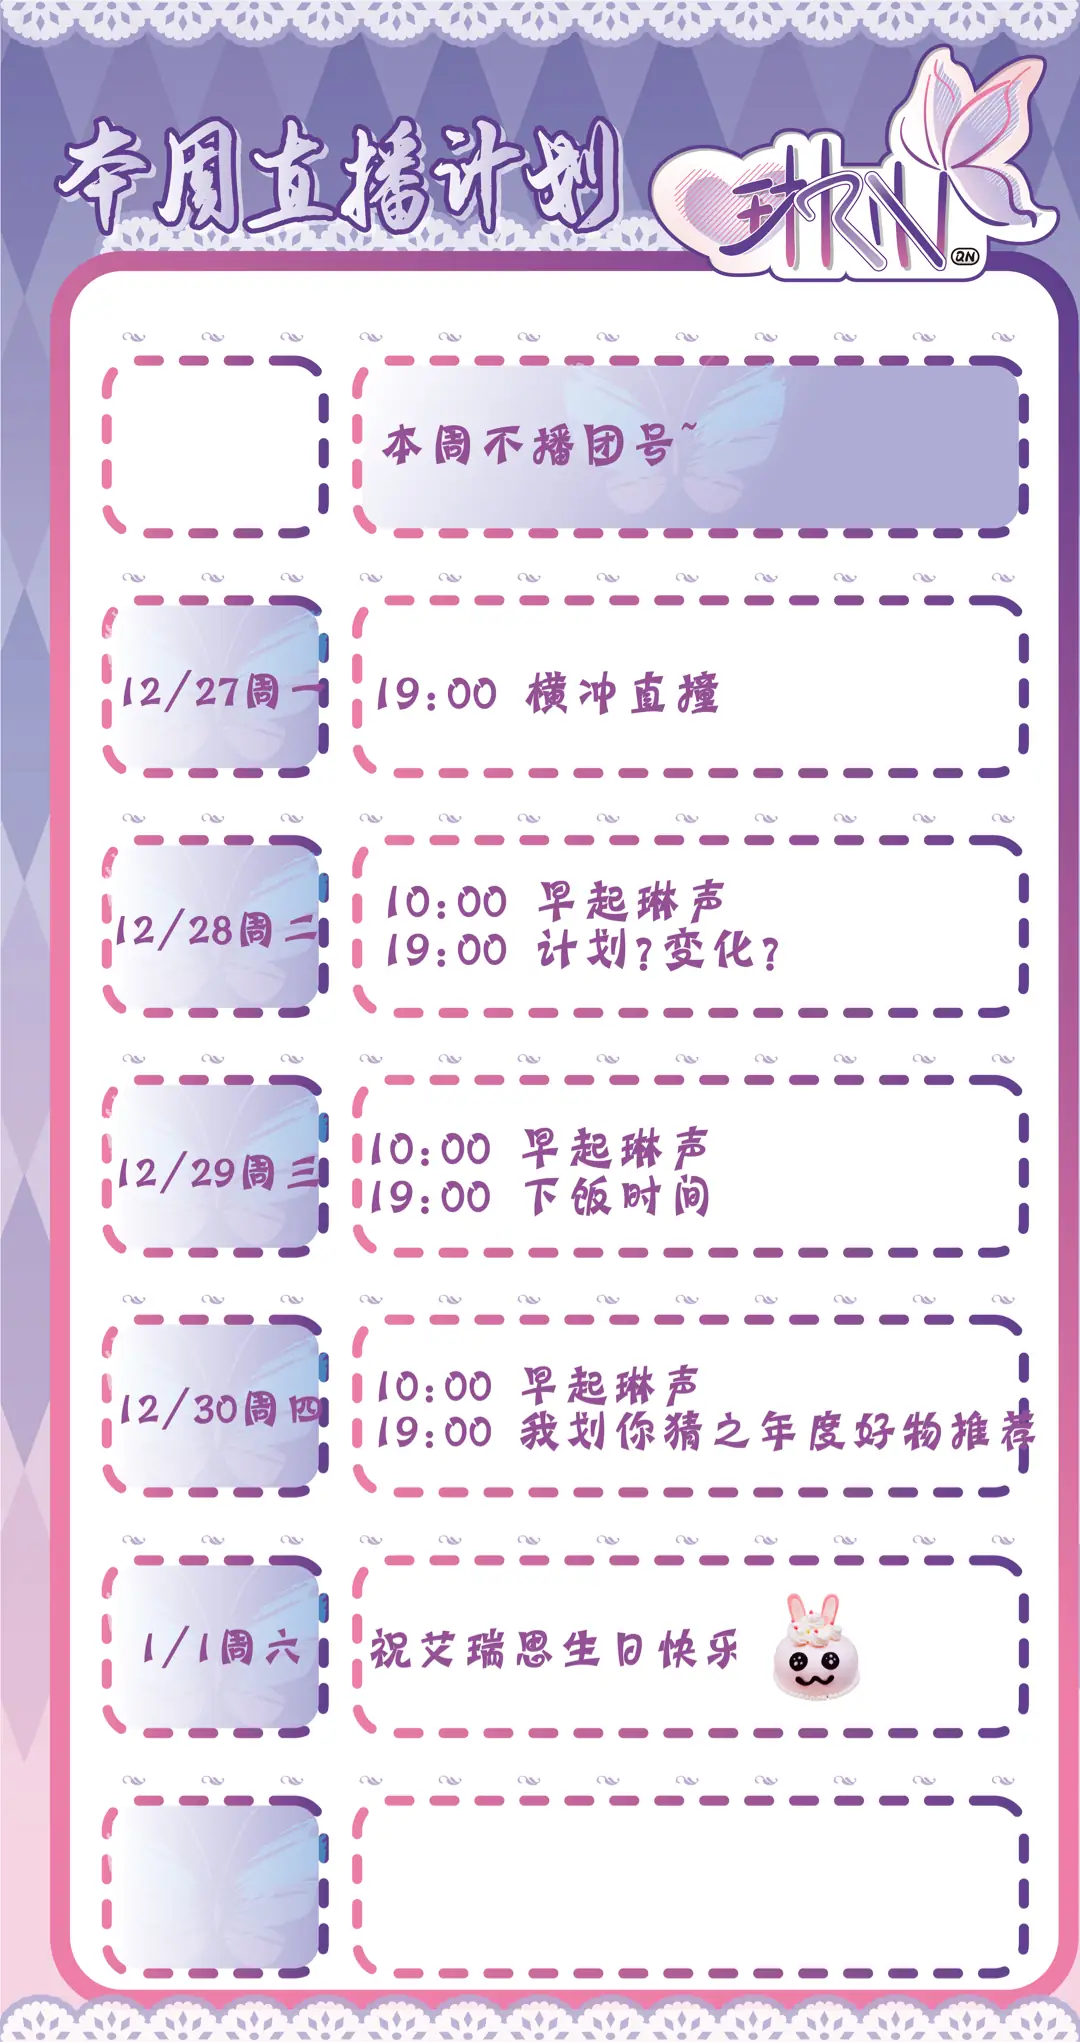 本周直播计划
QN
本周不播团号~
12/27周一
19:00 横冲直撞
12/28周二
10:00 早起琳声
19:00 计划?变化?
12/29周三
10:00 早起琳声
19:00 下饭时间
12/30周四
10:00 早起琳声
19:00 我划你猜之年度好物推荐
1/1周六
祝艾瑞思生日快乐